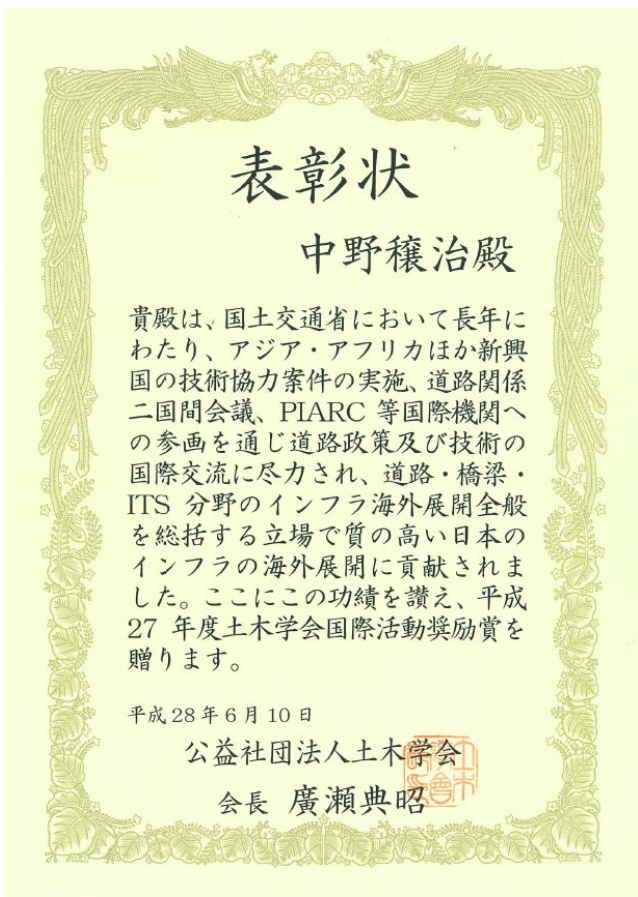 表彰状
中野穣治殿
貴殿は、国土交通省において長年に
わたり、アジア・アフリカほか新興
国の技術協力案件の実施、道路関係
二国間会議、PIARC 等国際機関へ
の参画を通じ道路政策及び技術の
国際交流に尽力され、道路・橋梁・
ITS 分野のインフラ海外展開全般
を総括する立場で質の高い日本の
インフラの海外展開に貢献されま
した。ここにこの功績を讃え、平成
27 年度土木学会国際活動奨励賞を
贈ります。
平成28年6月10日
公益社団法人土木学会
会長 廣瀬典昭